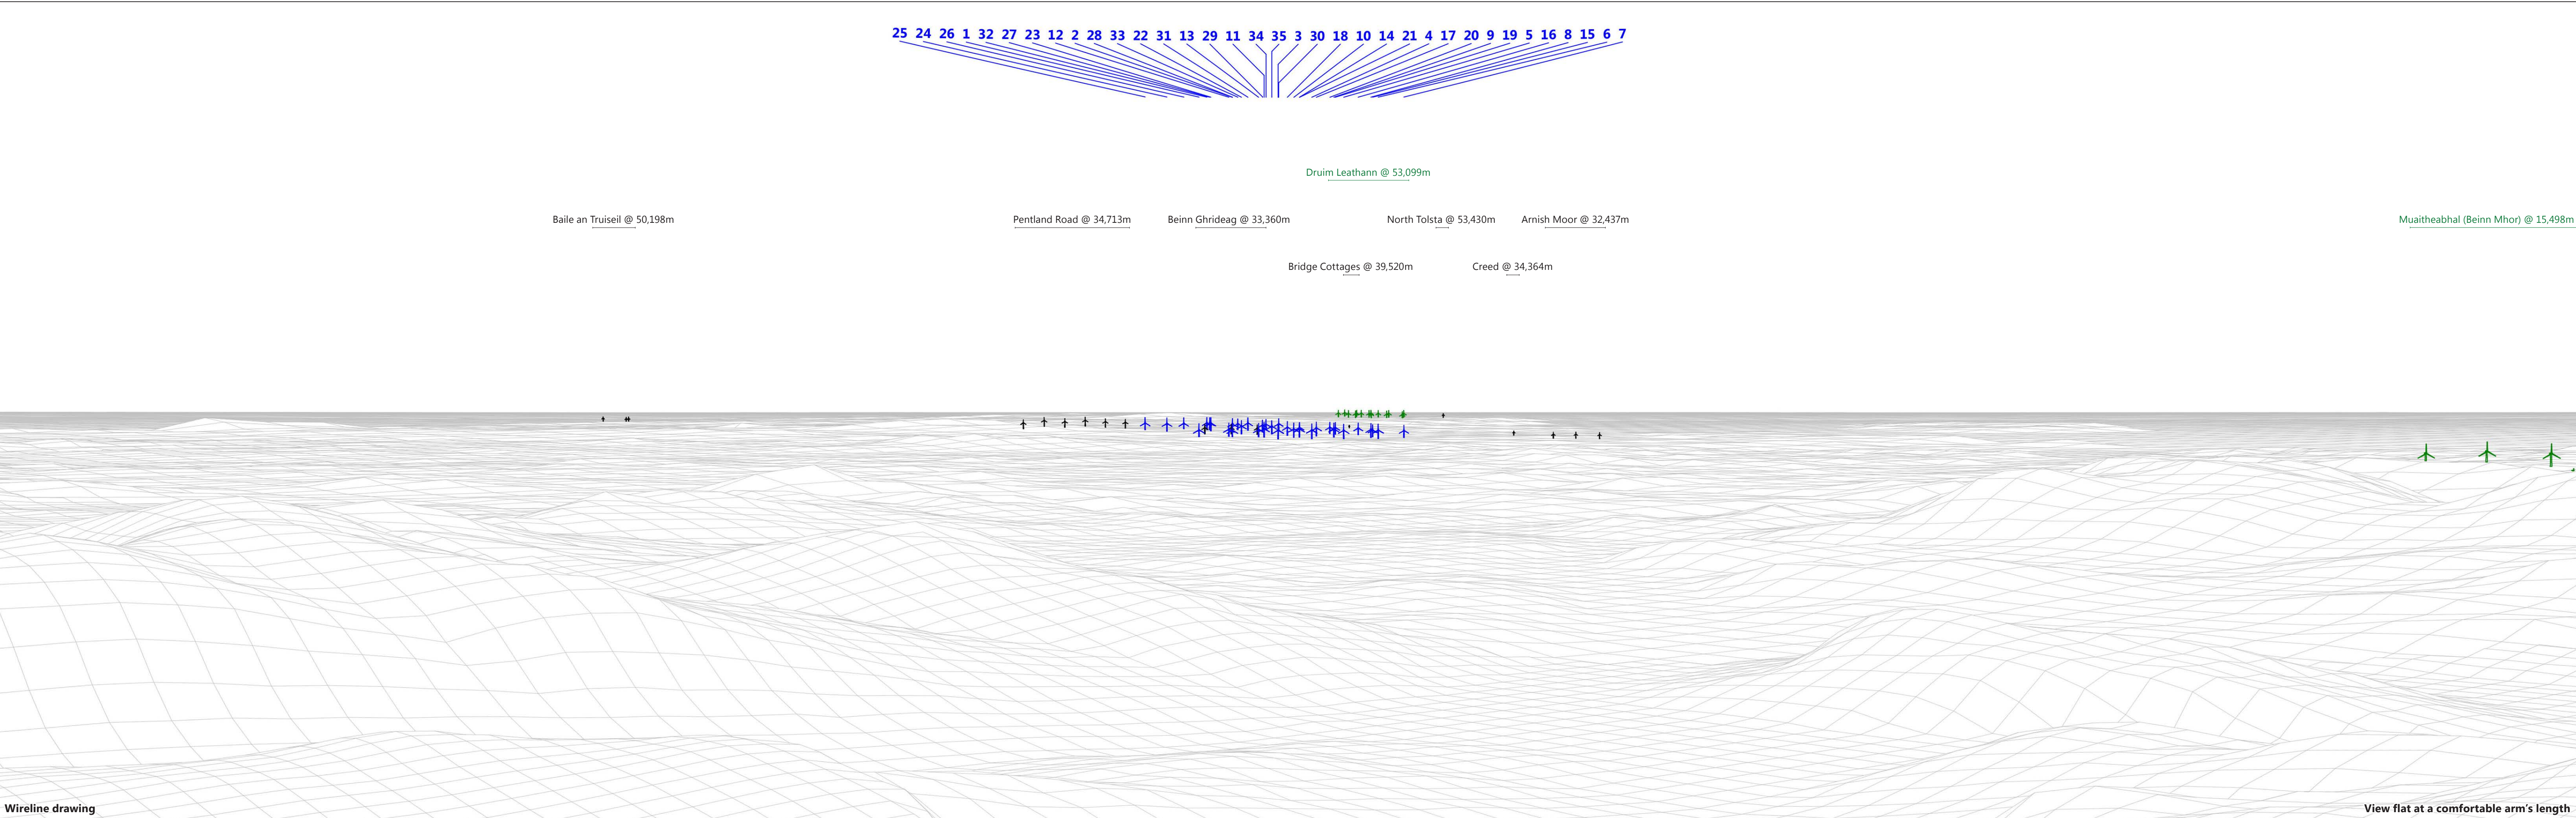 25 24 26 1 32 27 23 12 2 28 33 22 31 13 29 11 34 35 3 30 18 10 14 21 4 17 20 9 19 5 16 8 15 6 7
Druim Leathann @ 53,099m
Baile an Truiseil @ 50,198m Pentland Road @ 34,713m Beinn Ghrideag @ 33,360m North Tolsta @ 53,430m Arnish Moor @ 32,437m Muaitheabhal (Beinn Mhor) @ 15,498m
Bridge Cottages @ 39,520m Creed @ 34,364m
Wireline drawing View flat at a comfortable arm’s length